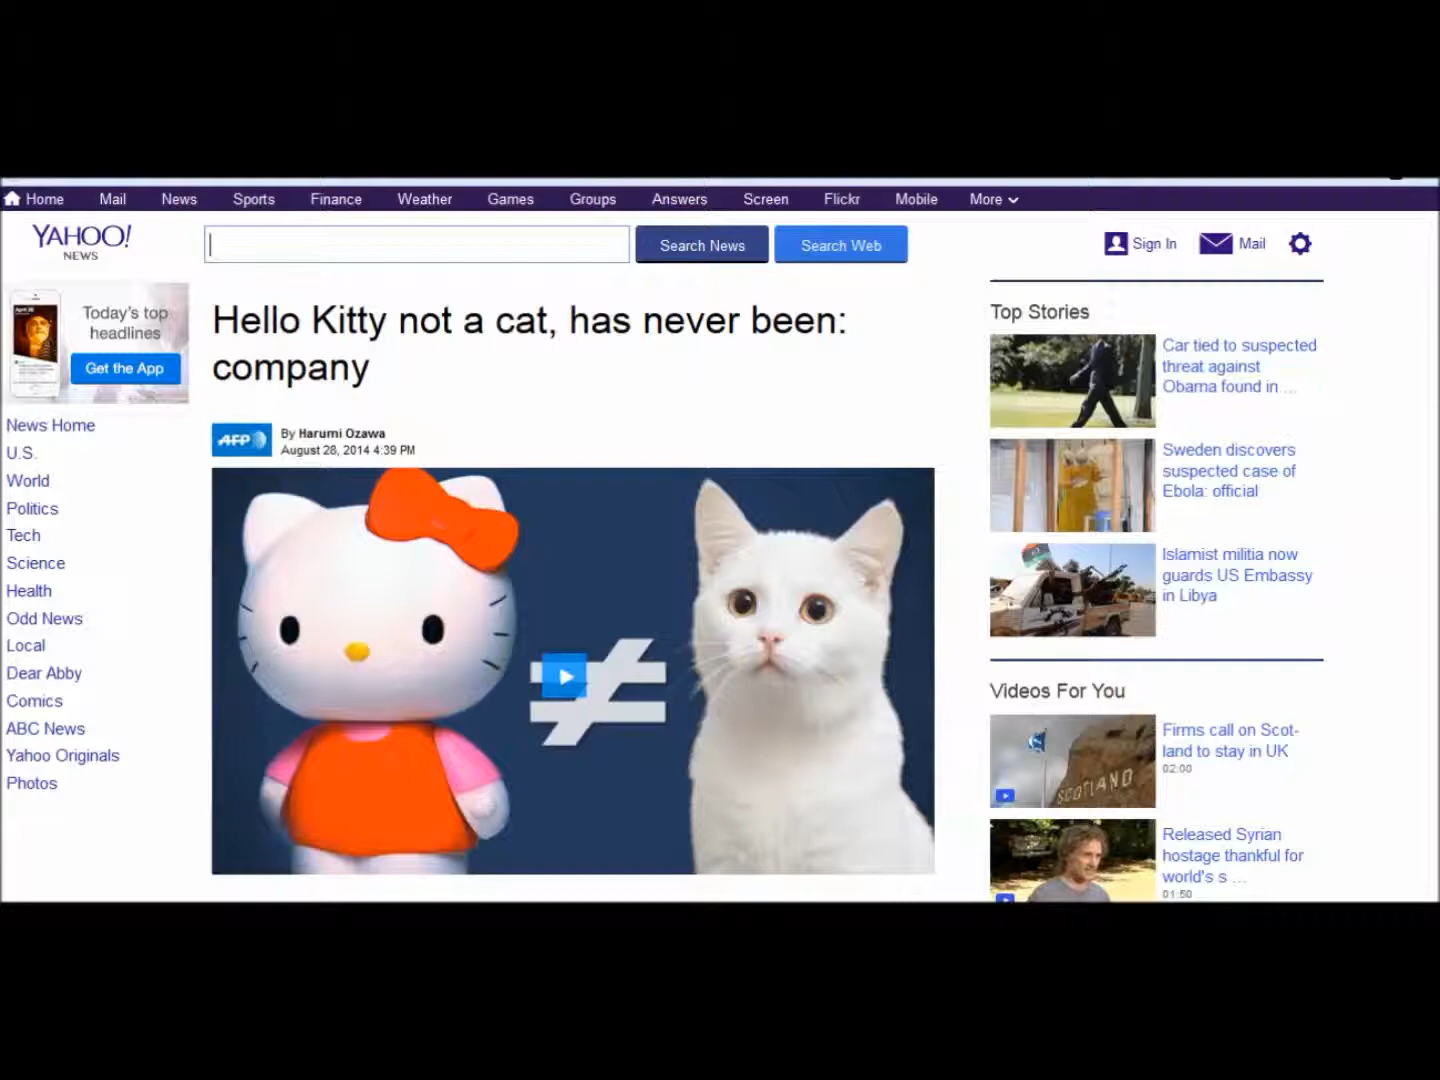 Home Mail News Sports Finance Weather Games Groups Answers Screen Flickr Mobile More
YAHOO!
NEWS
Search News Search Web
Sign In Mail
Today's top
headlines
Get the App
News Home
U.S.
World
Politics
Tech
Science
Health
Odd News
Local
Dear Abby
Comics
ABC News
Yahoo Originals
Photos
Hello Kitty not a cat, has never been:
company
AFP
By Harumi Ozawa
August 28, 2014 4:39 PM
≠
Top Stories
Car tied to suspected
threat against
Obama found in ...
Sweden discovers
suspected case of
Ebola: official
Islamist militia now
guards US Embassy
in Libya
Videos For You
SCOTLAND
Firms call on Scot-
land to stay in UK
02:00
Released Syrian
hostage thankful for
world's s ...
01:50